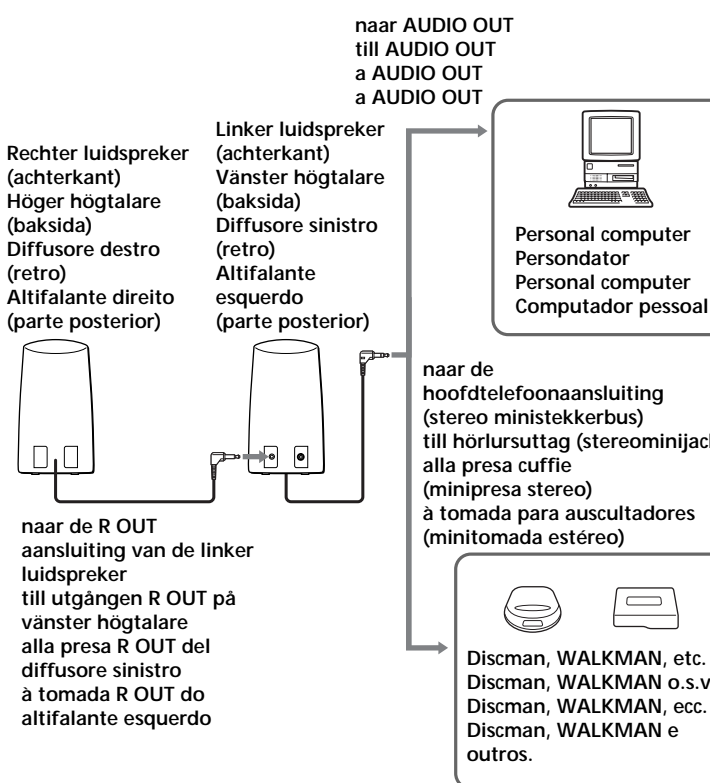 naar AUDIO OUT
till AUDIO OUT
a AUDIO OUT
a AUDIO OUT
Rechter luidspreker
(achterkant)
Höger högtalare
(baksida)
Diffusore destro
(retro)
Altifalante direito
(parte posterior)
Linker luidspreker
(achterkant)
Vänster högtalare
(baksida)
Diffusore sinistro
(retro)
Altifalante
esquerdo
(parte posterior)
Personal computer
Persondator
Personal computer
Computador pessoal
naar de
hoofdtelefoonaansluiting
(stereo ministekkerbus)
till hörlursuttag (stereominijack
alla presa cuffie
(minipresa stereo)
à tomada para auscultadores
(minitomada estéreo)
naar de R OUT
aansluiting van de linker
luidspreker
till utgången R OUT på
vänster högtalare
alla presa R OUT del
diffusore sinistro
à tomada R OUT do
altifalante esquerdo
Discman, WALKMAN, etc.
Discman, WALKMAN o.s.v
Discman, WALKMAN, ecc.
Discman, WALKMAN e
outros.